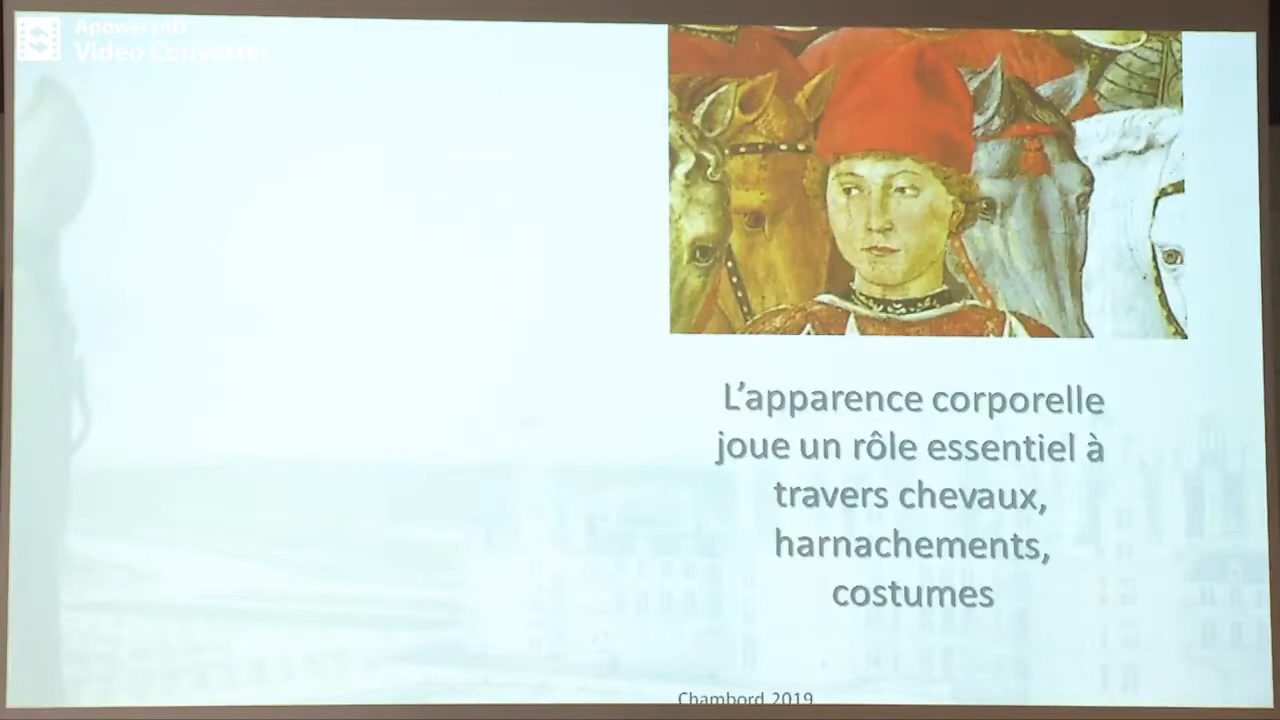 Apowersoft
Video Converter
L'apparence corporelle
joue un rôle essentiel à
travers chevaux,
harnachements,
costumes
Chambord 2019